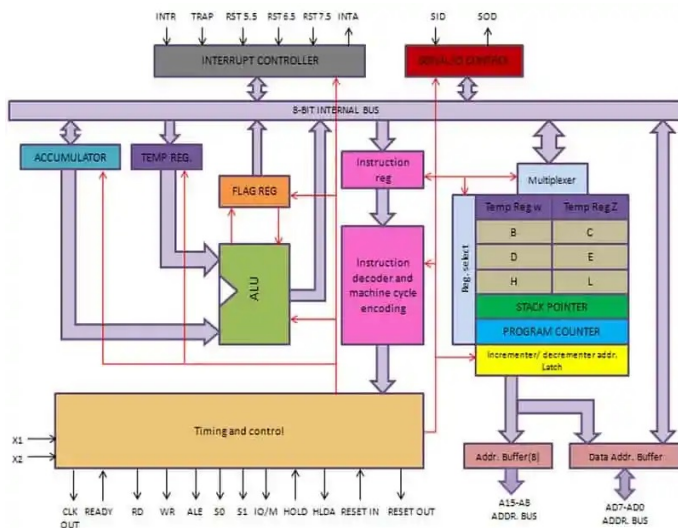 INTR TRAP RST 5.5 RST 6.5 RST 7.5 INTA SID SOD
INTERRUPT CONTROLLER
SERIAL IO CONTROL
8-BIT INTERNAL BUS
ACCUMULATOR
TEMP REG.
FLAG REG
Instruction
reg
Multiplexer
Temp Reg w
Temp Reg Z
B
C
D
E
H
L
Reg. select
ALU
Instruction
decoder and
machine cycle
encoding
STACK POINTER
PROGRAM COUNTER
Incrementer/ decrementer addr.
Latch
Timing and control
X1
X2
Addr. Buffer(8)
Data Addr. Buffer
CLK
OUT
READY
RD
WR
ALE
S0
S1
IO/M
HOLD
HLDA
RESET IN
RESET OUT
A15-A8
ADDR. BUS
AD7-AD0
ADDR. BUS